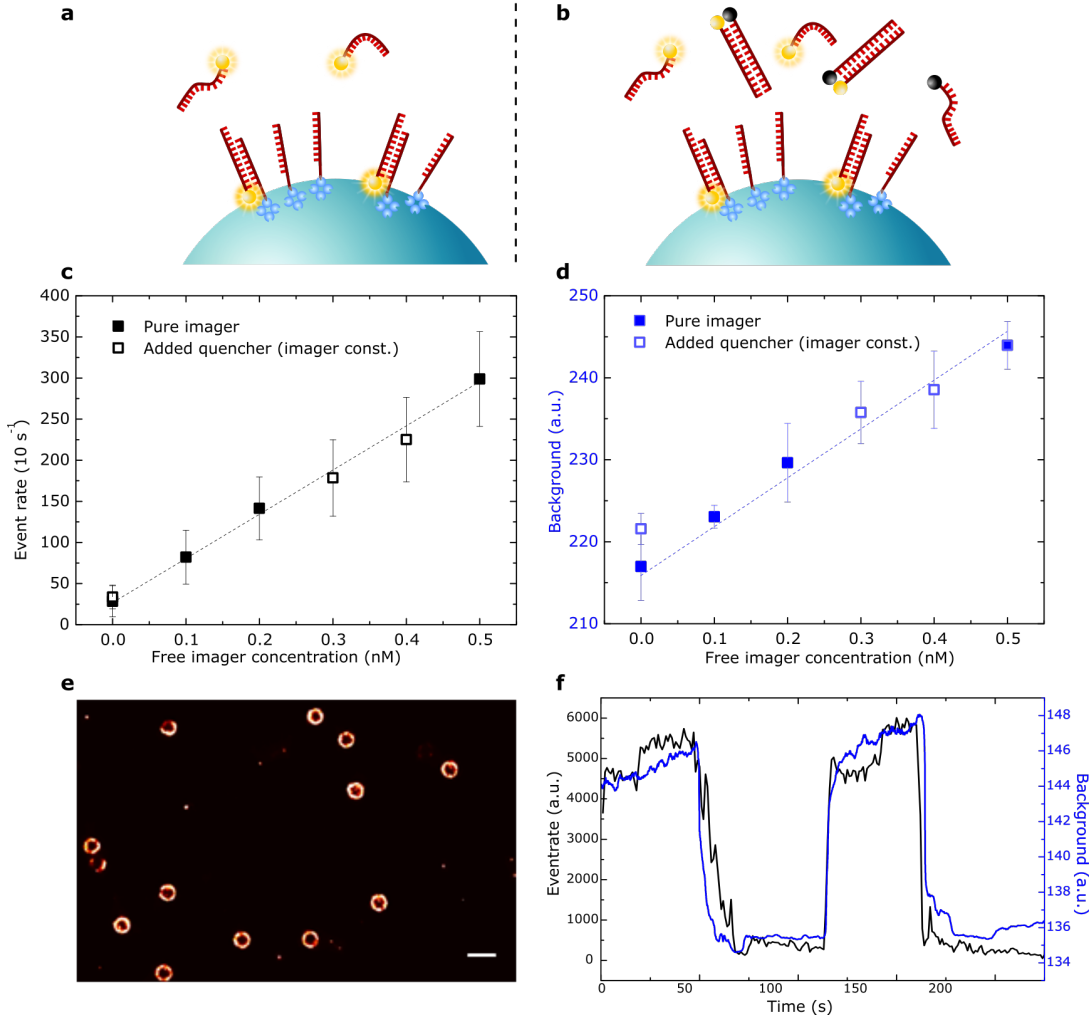 a
b
c
400
350
300
250
200
150
100
50
0
Event rate (10 s⁻¹)
Pure imager
Added quencher (imager const.)
0.0 0.1 0.2 0.3 0.4 0.5
Free imager concentration (nM)
d
250
240
230
220
210
Background (a.u.)
Pure imager
Added quencher (imager const.)
0.0 0.1 0.2 0.3 0.4 0.5
Free imager concentration (nM)
e
f
6000
5000
4000
3000
2000
1000
0
Eventrate (a.u.)
148
146
144
142
140
138
136
134
Background (a.u.)
0 50 100 150 200
Time (s)